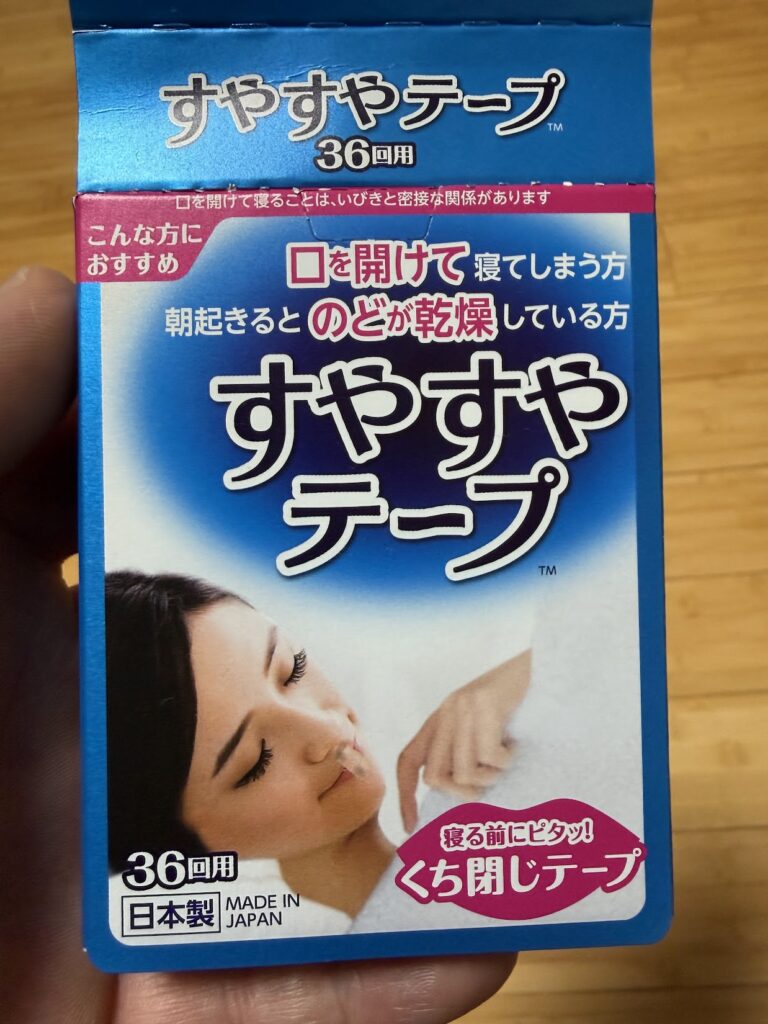 すやすやテープ™
36回用
口を開けて寝ることは、いびきと密接な関係があります
こんな方に
おすすめ
口を開けて寝てしまう方
朝起きるとのどが乾燥している方
すやすや
テープ™
寝る前にピタッ!
くち閉じテープ
36回用
日本製 MADE IN
JAPAN